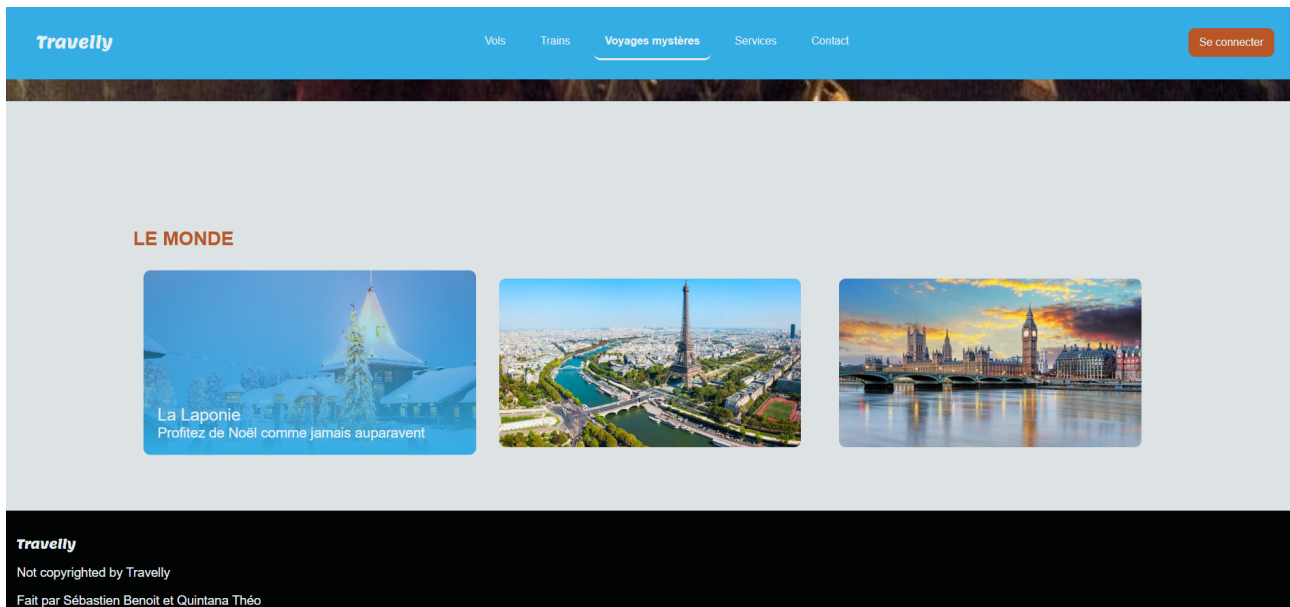 Travelly
Vols
Trains
Voyages mystères
Services
Contact
Se connecter
LE MONDE
La Laponie
Profitez de Noël comme jamais auparavent
Travelly
Not copyrighted by Travelly
Fait par Sébastien Benoit et Quintana Théo